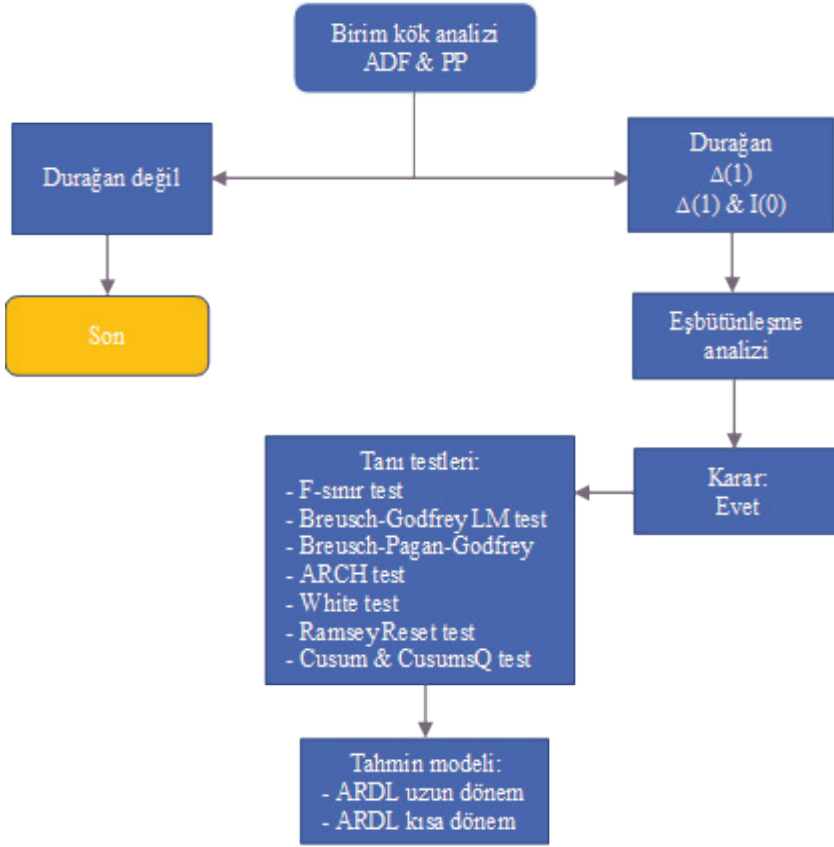 Birim kök analizi
ADF & PP
Durağan değil
Durağan
Δ(1)
Δ(1) & I(0)
Son
Eşbütünleşme
analizi
Karar:
Evet
Tanı testleri:
- F-sınır test
- Breusch-Godfrey LM test
- Breusch-Pagan-Godfrey
- ARCH test
- White test
- Ramsey Reset test
- Cusum & CusumsQ test
Tahmin modeli:
- ARDL uzun dönem
- ARDL kısa dönem